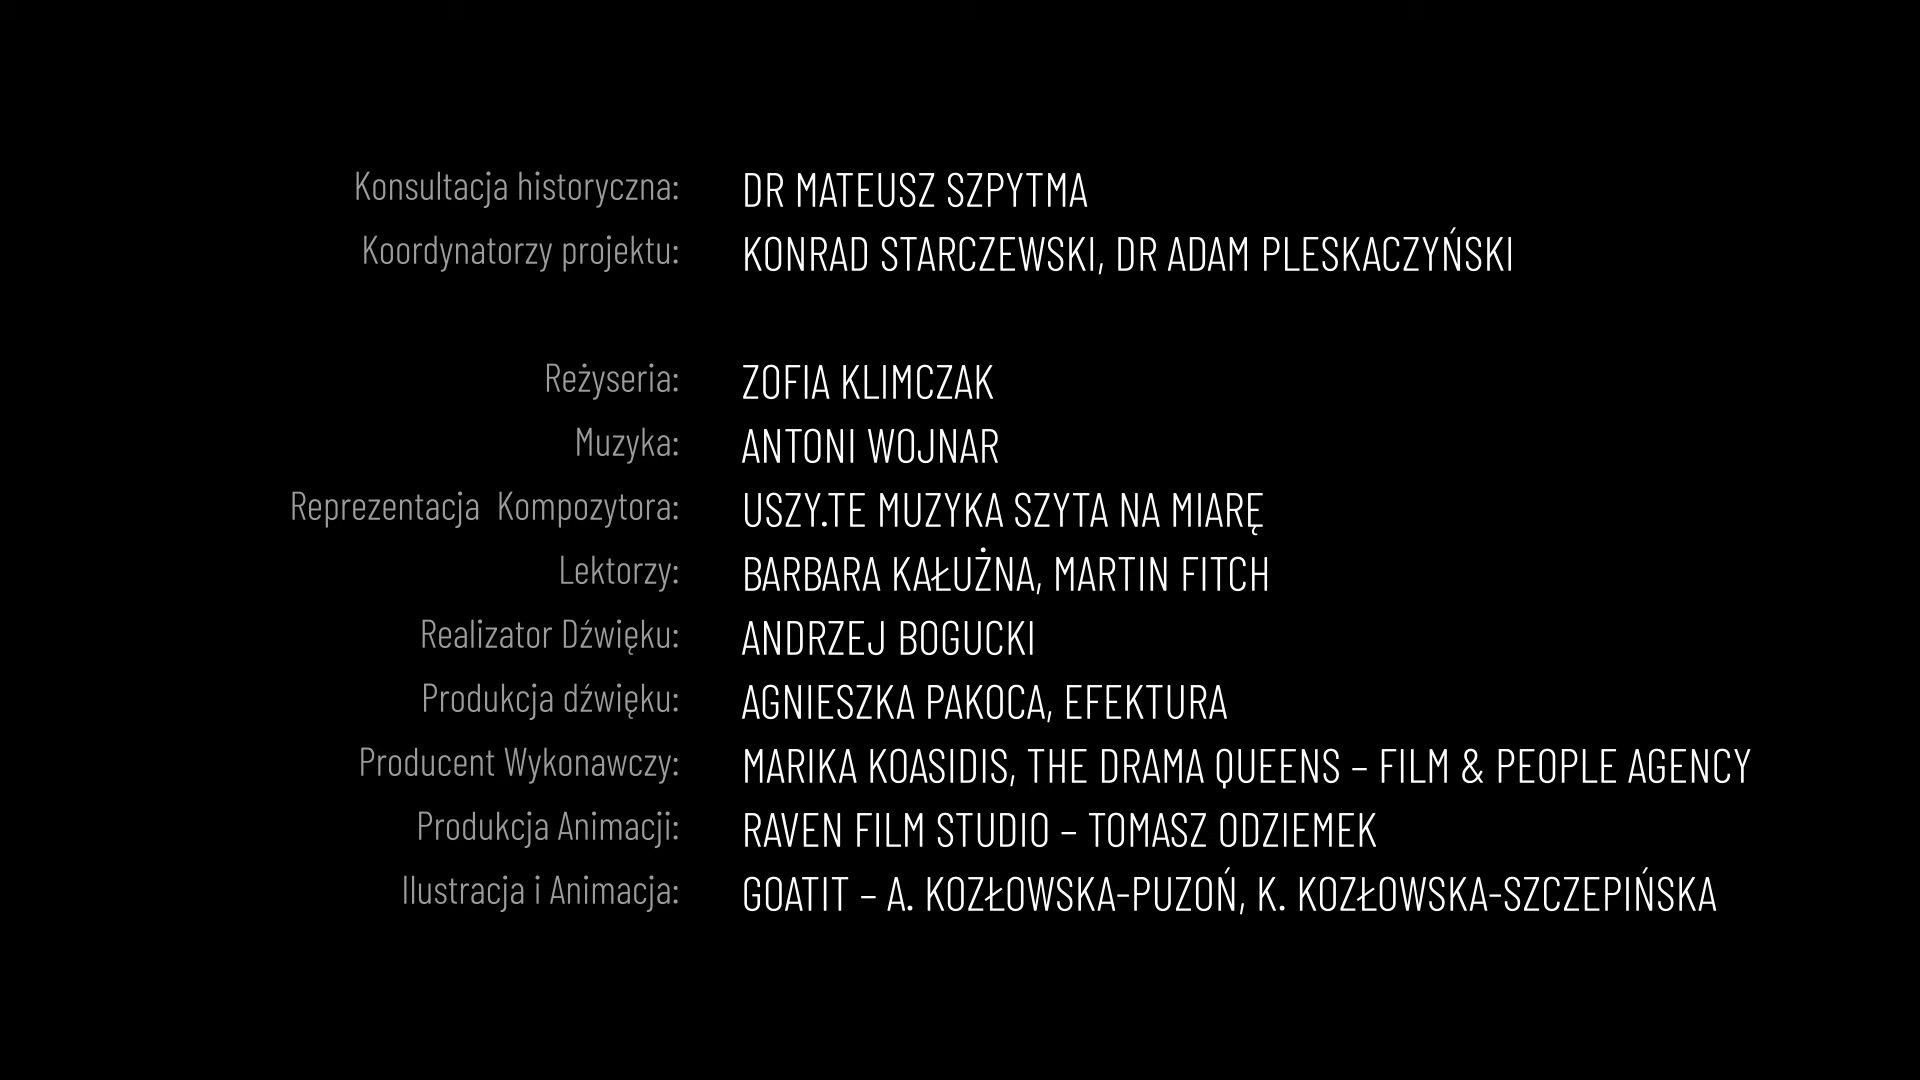 Konsultacja historyczna: DR MATEUSZ SZPYTMA
Koordynatorzy projektu: KONRAD STARCZEWSKI, DR ADAM PLESKACZYŃSKI
Reżyseria: ZOFIA KLIMCZAK
Muzyka: ANTONI WOJNAR
Reprezentacja Kompozytora: USZY.TE MUZYKA SZYTA NA MIARĘ
Lektorzy: BARBARA KAŁUŻNA, MARTIN FITCH
Realizator Dźwięku: ANDRZEJ BOGUCKI
Produkcja dźwięku: AGNIESZKA PAKOCA, EFEKTURA
Producent Wykonawczy: MARIKA KOASIDIS, THE DRAMA QUEENS – FILM & PEOPLE AGENCY
Produkcja Animacji: RAVEN FILM STUDIO – TOMASZ ODZIEMEK
Ilustracja i Animacja: GOATIT – A. KOZŁOWSKA-PUZOŃ, K. KOZŁOWSKA-SZCZEPIŃSKA